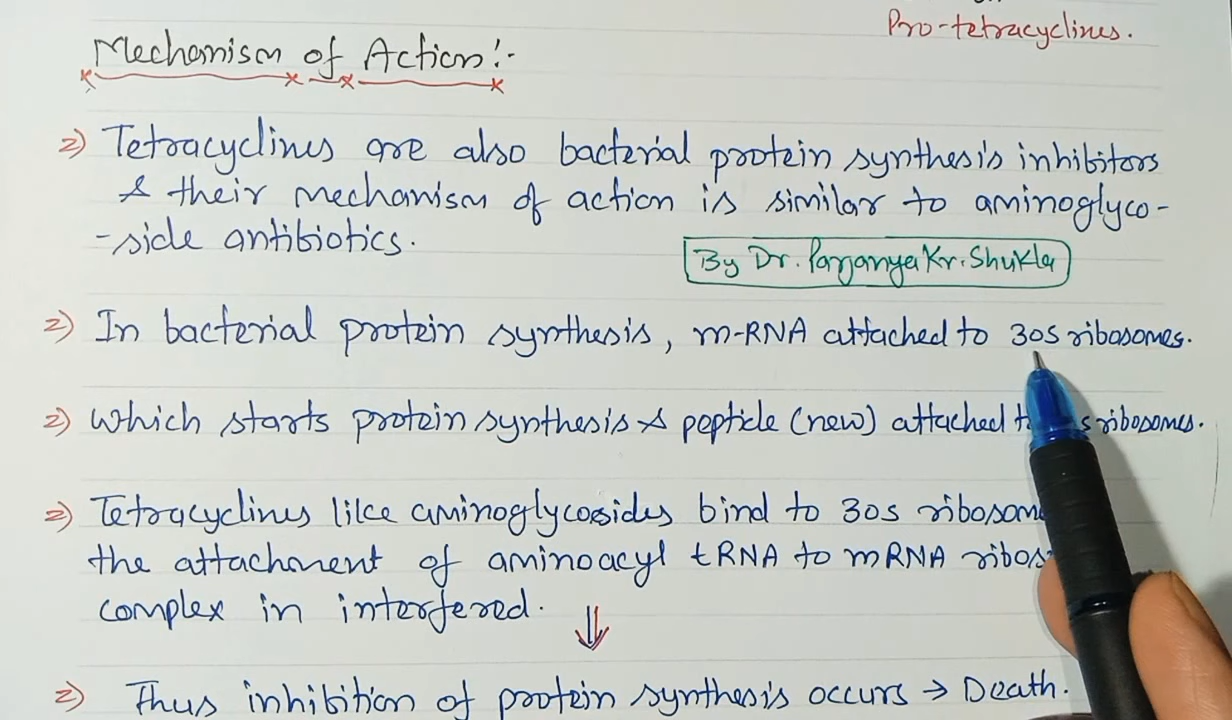 Pro-tetracyclines.
Mechanism of Action:-
Tetracyclines are also bacterial protein synthesis inhibitors
& their mechanism of action is similar to aminoglyco-
-side antibiotics.
By Dr. Parjanya Kr. Shukla
In bacterial protein synthesis, m-RNA attached to 30s ribosomes.
Which starts protein synthesis & peptide (new) attached ribosomes.
Tetracyclines like aminoglycosides bind to 30s
the attachment of aminoacyl tRNA to mRNA
complex in interfered.
⇓
Thus inhibition of protein synthesis occurs → Death.